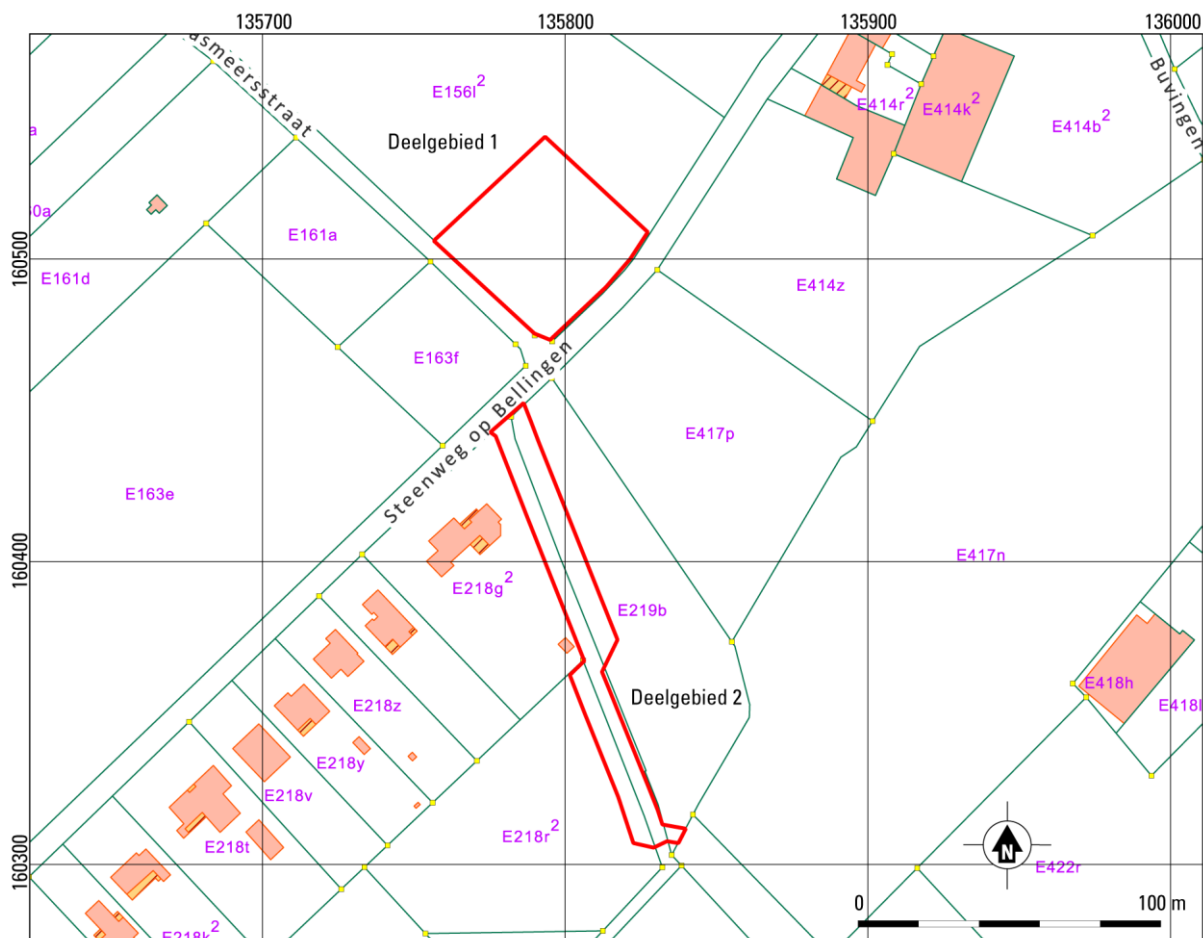 135700
135800
135900
136000
asmeersstraat
E156l²
Deelgebied 1
E414r²
E414k²
E414b²
Buvingen
a
60a
E161a
E161d
160500
E414z
E163f
Steenweg op Bellingen
E417p
E163e
160400
E218g²
E219b
E417n
Deelgebied 2
E218z
E418h
E418l
E218y
E218v
E218t
E218r²
160300
N
E422r
0
100 m
E218k²